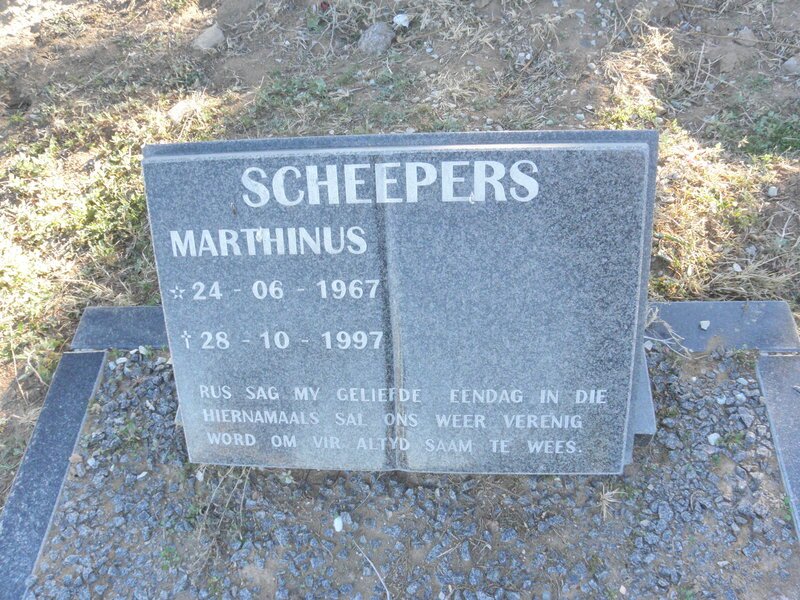 SCHEEPERS
MARTHINUS
☆ 24 - 06 - 1967
† 28 - 10 - 1997
RUS SAG MY GELIEFDE EENDAG IN DIE
HIERNAMAALS SAL ONS WEER VERENIG
WORD OM VIR ALTYD SAAM TE WEES.